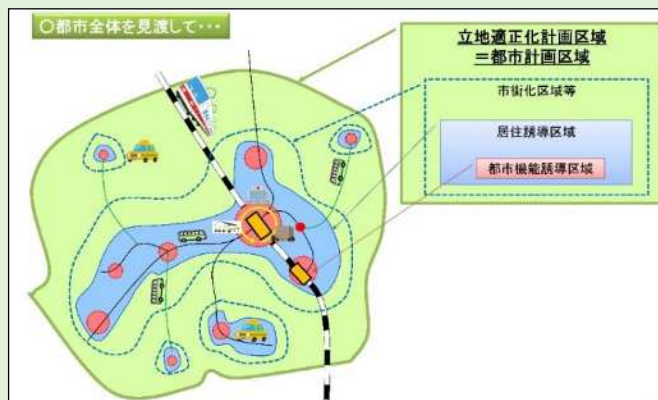 ○都市全体を見渡して・・・
立地適正化計画区域
＝都市計画区域
市街化区域等
居住誘導区域
都市機能誘導区域